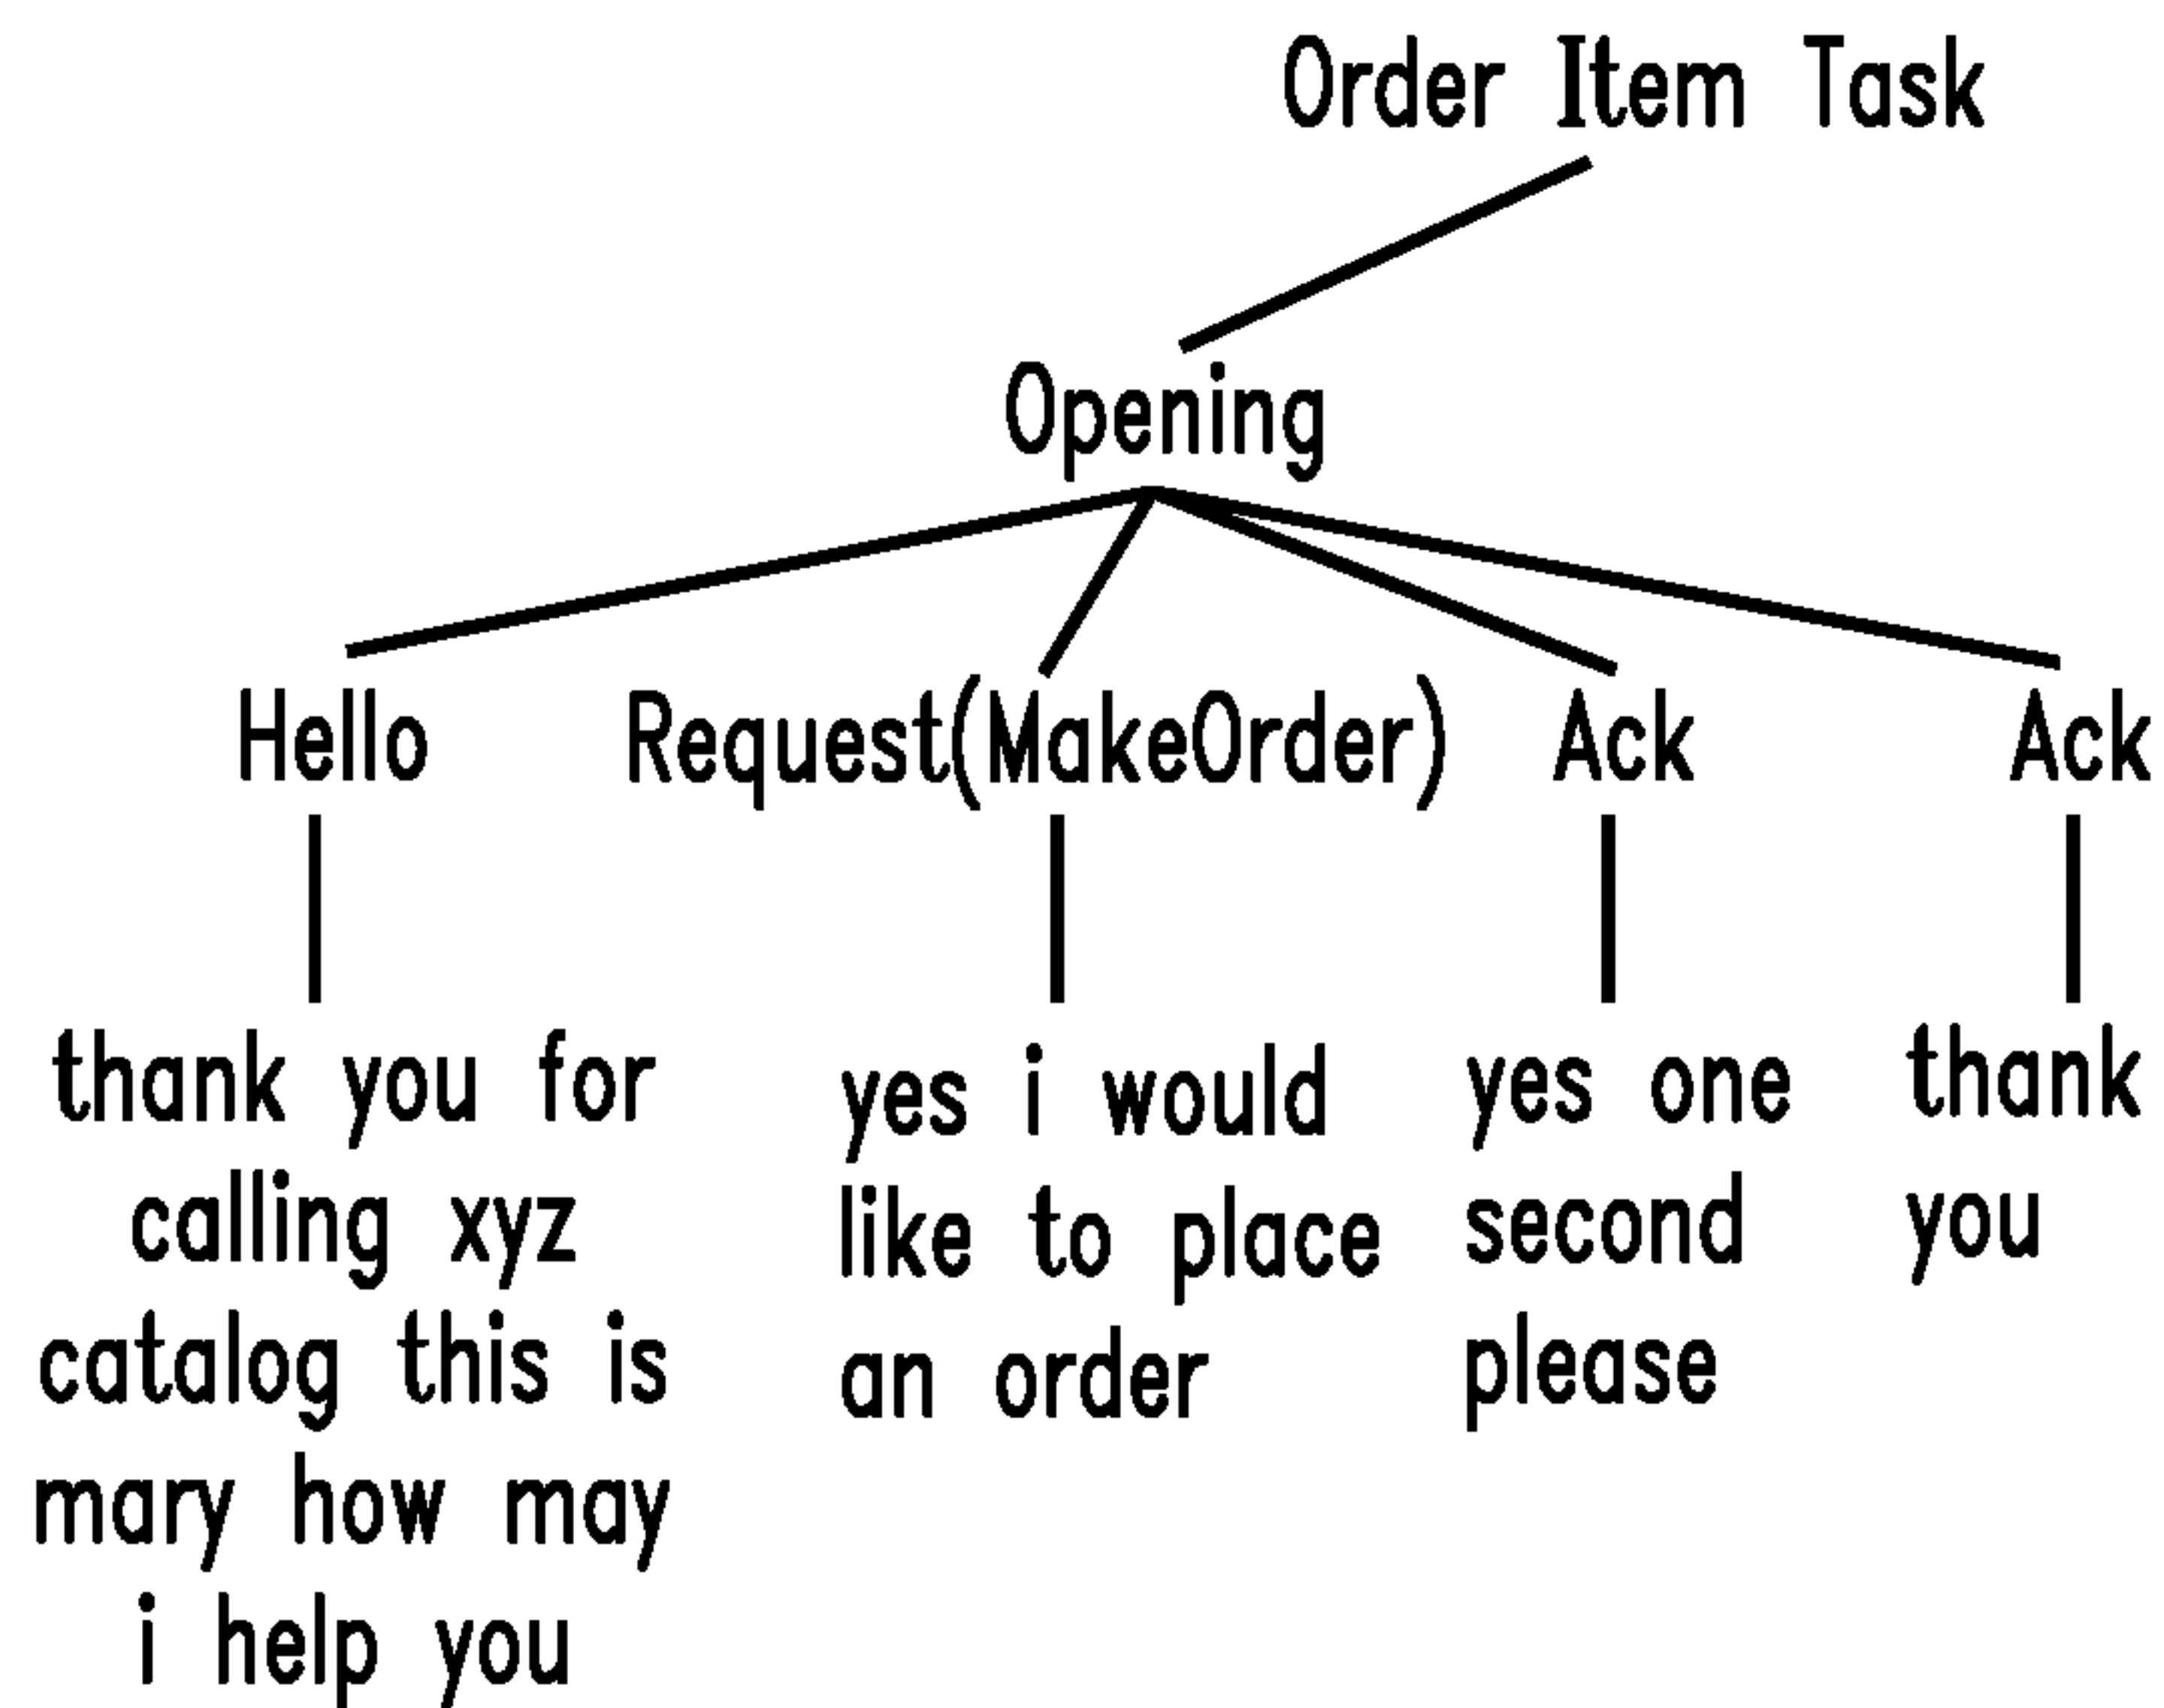 Order Item Task
Opening
Hello Request(MakeOrder) Ack Ack
thank you for
calling xyz
catalog this is
mary how may
i help you
yes i would
like to place
an order
yes one
second
please
thank
you